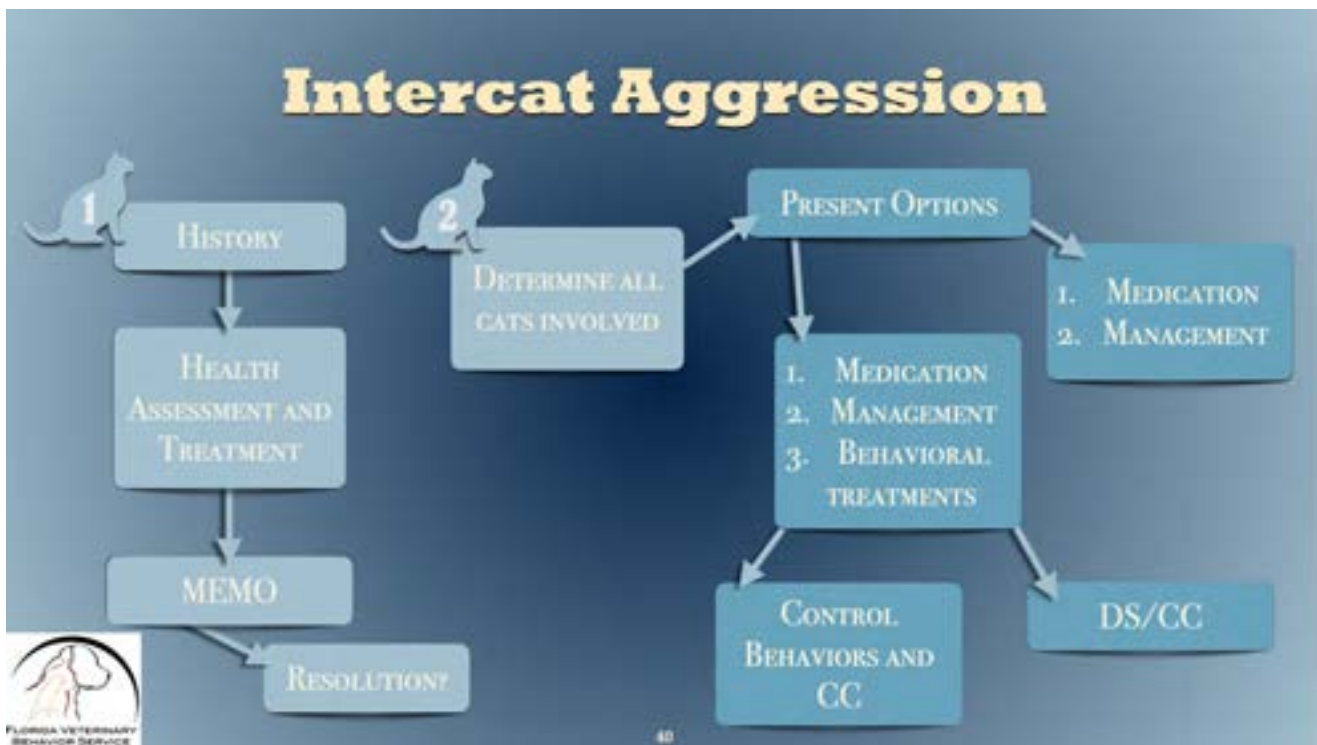 Intercat Aggression
1
History
Health
Assessment and
Treatment
MEMO
Resolution?
2
Determine all
cats involved
Present Options
1. Medication
2. Management
1. Medication
2. Management
3. Behavioral
treatments
Control
Behaviors and
CC
DS/CC
Florida Veterinary
Behavior Service
40